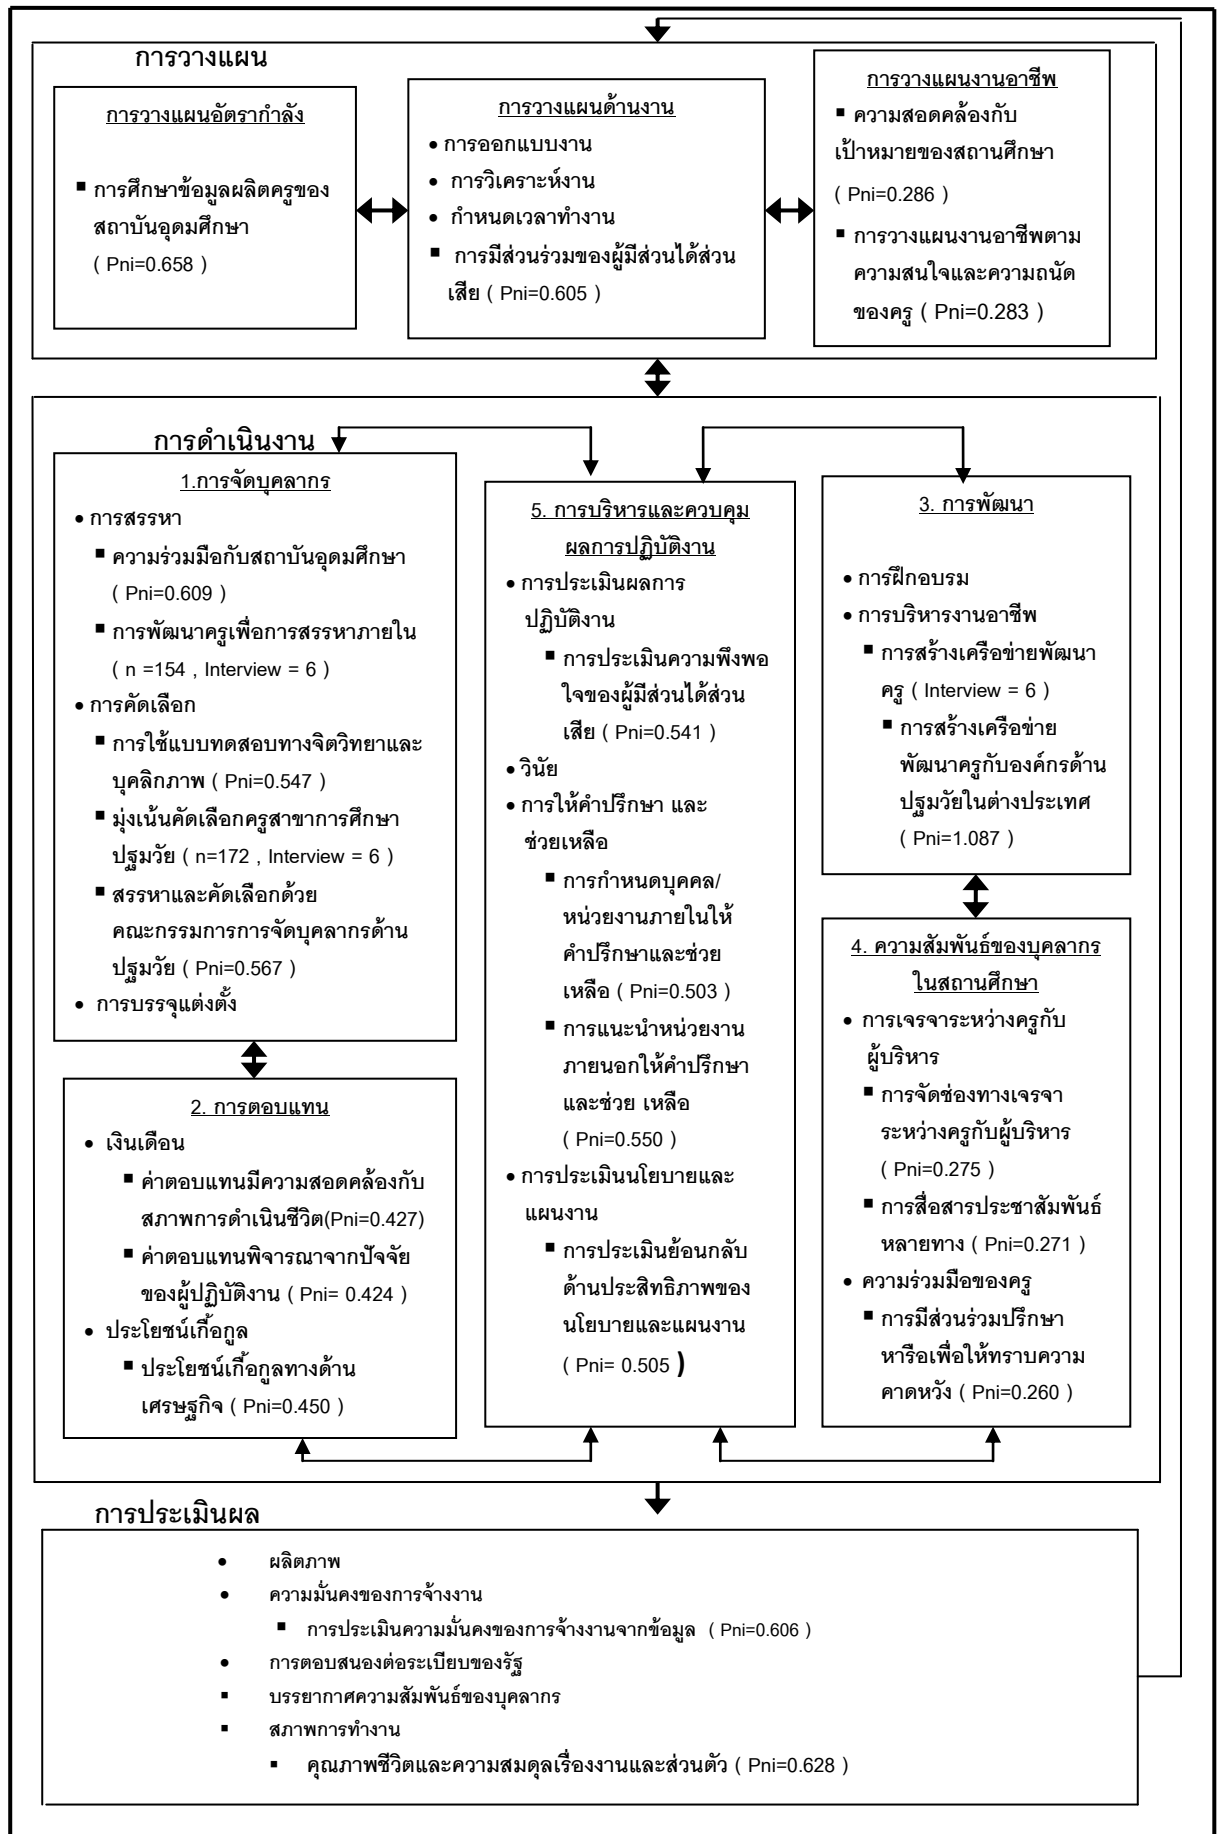 การวางแผน
การวางแผนอัตรากำลัง
▪ การศึกษาข้อมูลผลิตครูของ
สถาบันอุดมศึกษา
( Pni=0.658 )
การวางแผนด้านงาน
• การออกแบบงาน
• การวิเคราะห์งาน
• กำหนดเวลาทำงาน
▪ การมีส่วนร่วมของผู้มีส่วนได้ส่วน
เสีย ( Pni=0.605 )
การวางแผนงานอาชีพ
▪ ความสอดคล้องกับ
เป้าหมายของสถานศึกษา
( Pni=0.286 )
▪ การวางแผนงานอาชีพตาม
ความสนใจและความถนัด
ของครู ( Pni=0.283 )
การดำเนินงาน
1.การจัดบุคลากร
• การสรรหา
▪ ความร่วมมือกับสถาบันอุดมศึกษา
( Pni=0.609 )
▪ การพัฒนาครูเพื่อการสรรหาภายใน
( n =154 , Interview = 6 )
• การคัดเลือก
▪ การใช้แบบทดสอบทางจิตวิทยาและ
บุคลิกภาพ ( Pni=0.547 )
▪ มุ่งเน้นคัดเลือกครูสาขาการศึกษา
ปฐมวัย ( n=172 , Interview = 6 )
▪ สรรหาและคัดเลือกด้วย
คณะกรรมการการจัดบุคลากรด้าน
ปฐมวัย ( Pni=0.567 )
• การบรรจุแต่งตั้ง
2. การตอบแทน
• เงินเดือน
▪ ค่าตอบแทนมีความสอดคล้องกับ
สภาพการดำเนินชีวิต(Pni=0.427)
▪ ค่าตอบแทนพิจารณาจากปัจจัย
ของผู้ปฏิบัติงาน ( Pni= 0.424 )
• ประโยชน์เกื้อกูล
▪ ประโยชน์เกื้อกูลทางด้าน
เศรษฐกิจ ( Pni=0.450 )
5. การบริหารและควบคุม
ผลการปฏิบัติงาน
• การประเมินผลการ
ปฏิบัติงาน
▪ การประเมินความพึงพอ
ใจของผู้มีส่วนได้ส่วน
เสีย ( Pni=0.541 )
• วินัย
• การให้คำปรึกษา และ
ช่วยเหลือ
▪ การกำหนดบุคคล/
หน่วยงานภายในให้
คำปรึกษาและช่วย
เหลือ ( Pni=0.503 )
▪ การแนะนำหน่วยงาน
ภายนอกให้คำปรึกษา
และช่วย เหลือ
( Pni=0.550 )
• การประเมินนโยบายและ
แผนงาน
▪ การประเมินย้อนกลับ
ด้านประสิทธิภาพของ
นโยบายและแผนงาน
( Pni= 0.505 )
3. การพัฒนา
• การฝึกอบรม
• การบริหารงานอาชีพ
▪ การสร้างเครือข่ายพัฒนา
ครู ( Interview = 6 )
▪ การสร้างเครือข่าย
พัฒนาครูกับองค์กรด้าน
ปฐมวัยในต่างประเทศ
( Pni=1.087 )
4. ความสัมพันธ์ของบุคลากร
ในสถานศึกษา
• การเจรจาระหว่างครูกับ
ผู้บริหาร
▪ การจัดช่องทางเจรจา
ระหว่างครูกับผู้บริหาร
( Pni=0.275 )
▪ การสื่อสารประชาสัมพันธ์
หลายทาง ( Pni=0.271 )
• ความร่วมมือของครู
▪ การมีส่วนร่วมปรึกษา
หารือเพื่อให้ทราบความ
คาดหวัง ( Pni=0.260 )
การประเมินผล
• ผลิตภาพ
• ความมั่นคงของการจ้างงาน
▪ การประเมินความมั่นคงของการจ้างงานจากข้อมูล ( Pni=0.606 )
• การตอบสนองต่อระเบียบของรัฐ
▪ บรรยากาศความสัมพันธ์ของบุคลากร
▪ สภาพการทำงาน
▪ คุณภาพชีวิตและความสมดุลเรื่องงานและส่วนตัว ( Pni=0.628 )